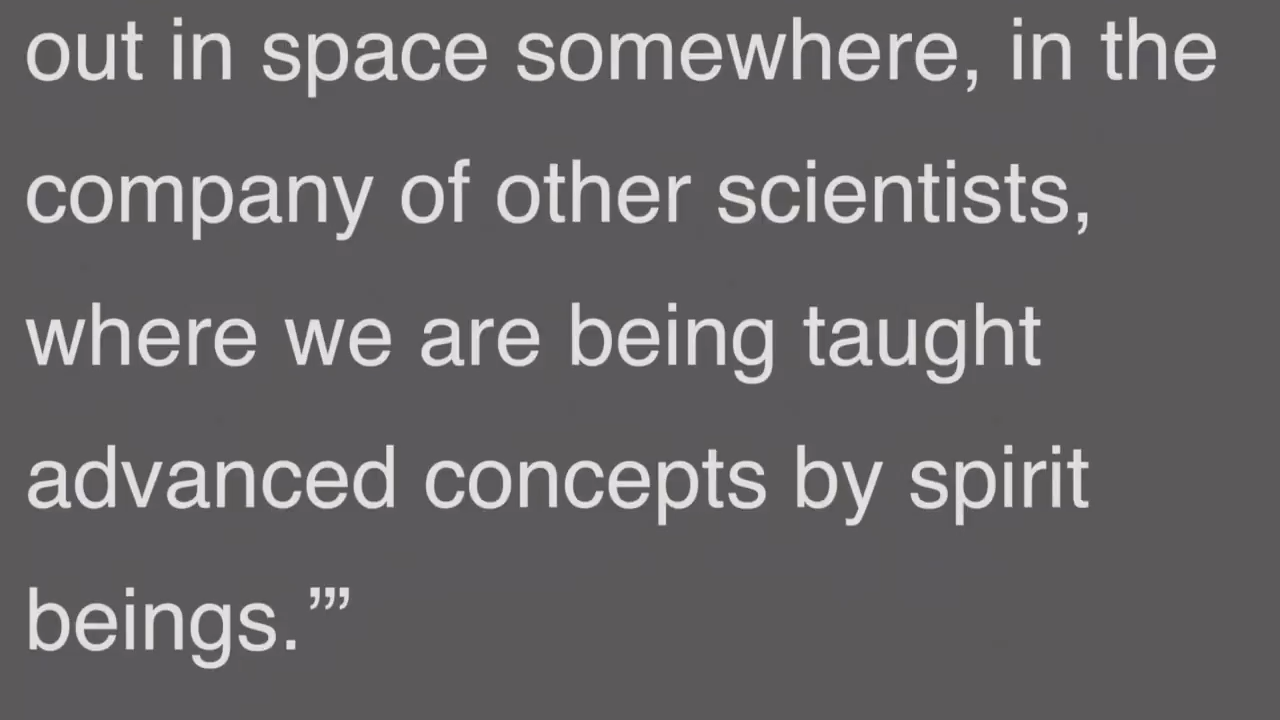 out in space somewhere, in the
company of other scientists,
where we are being taught
advanced concepts by spirit
beings.’”